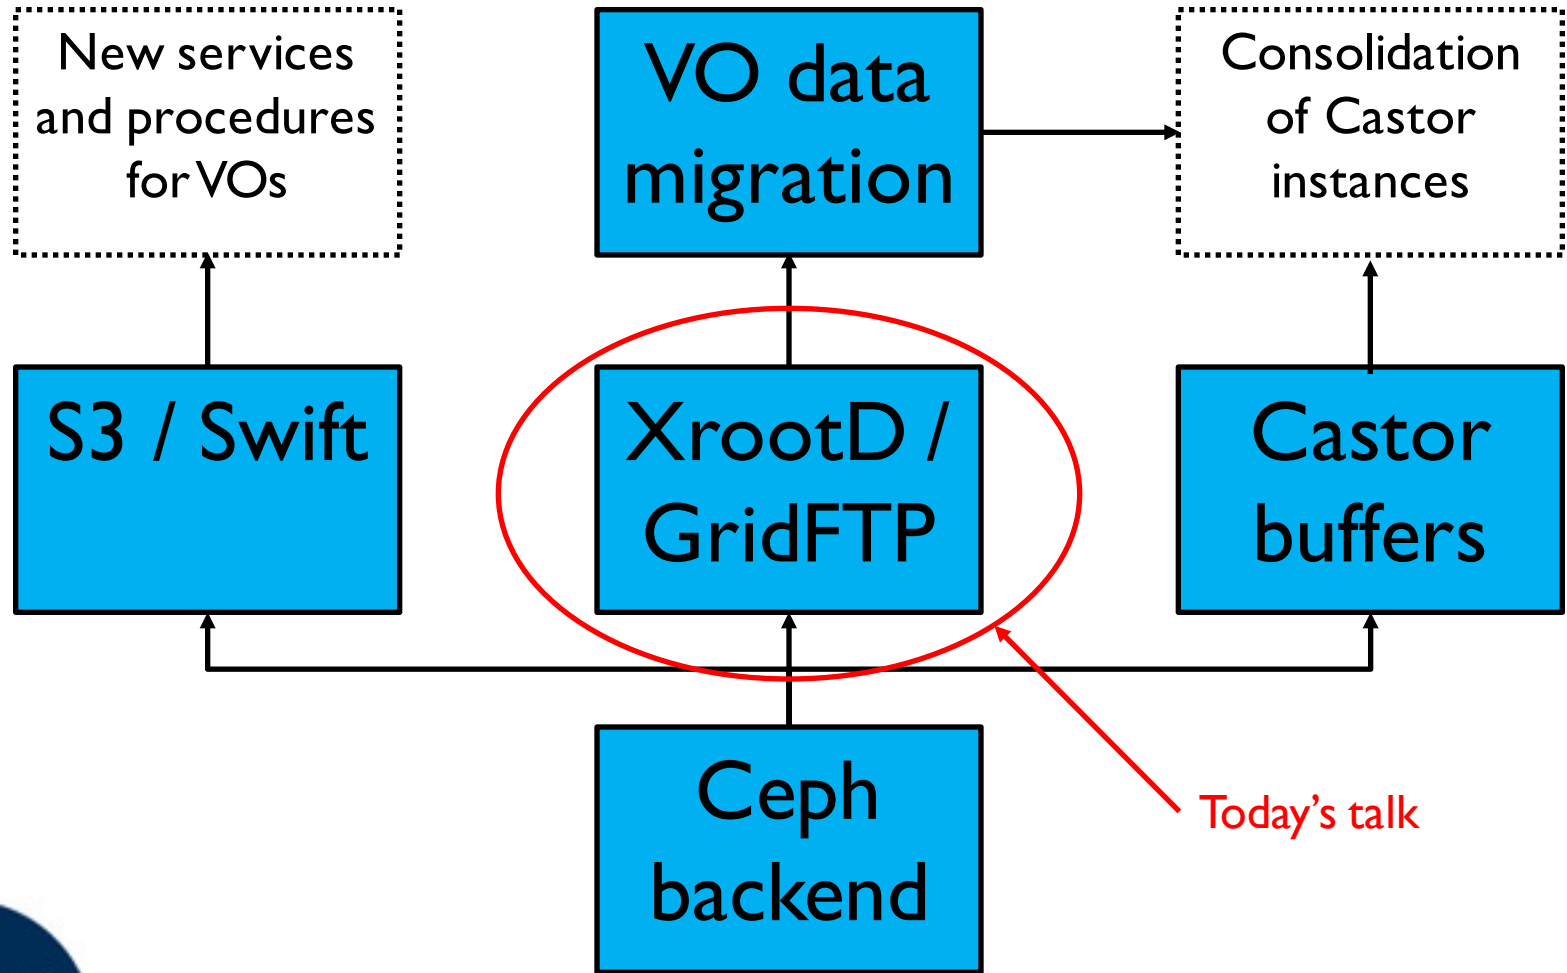 New services
and procedures
for VOs
VO data
migration
Consolidation
of Castor
instances
S3 / Swift
XrootD /
GridFTP
Castor
buffers
Ceph
backend
Today’s talk